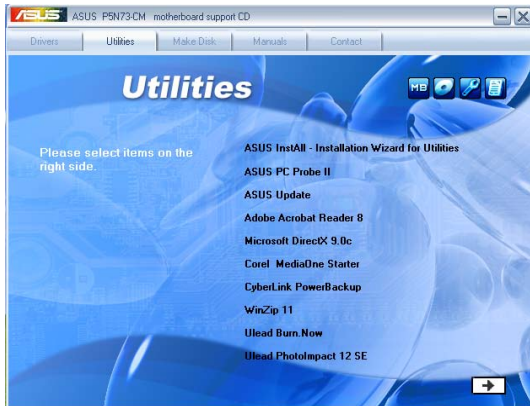 ASUS ASUS P5N73-CM motherboard support CD
Drivers Utilities Make Disk Manuals Contact
Utilities
MB
Please select items on the
right side.
ASUS InstAll - Installation Wizard for Utilities
ASUS PC Probe II
ASUS Update
Adobe Acrobat Reader 8
Microsoft DirectX 9.0c
Corel MediaOne Starter
CyberLink PowerBackup
WinZip 11
Ulead Burn.Now
Ulead PhotoImpact 12 SE